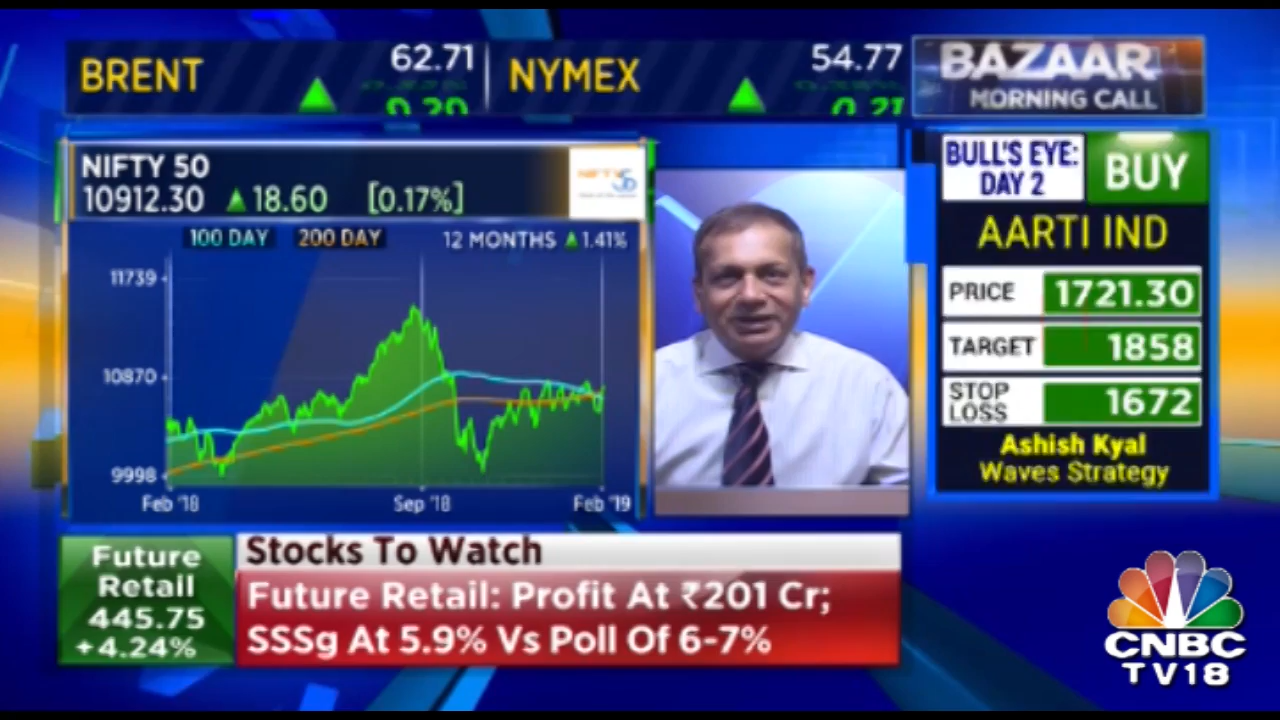 BRENT
62.71
0.20
NYMEX
54.77
0.21
BAZAAR
MORNING CALL
NIFTY 50
10912.30 ▲18.60 [0.17%]
100 DAY 200 DAY 12 MONTHS ▲1.41%
11739
10870
9998
Feb '18 Sep '18 Feb '19
BULL'S EYE:
DAY 2
BUY
AARTI IND
PRICE 1721.30
TARGET 1858
STOP
LOSS
1672
Ashish Kyal
Waves Strategy
Future
Retail
445.75
+4.24%
Stocks To Watch
Future Retail: Profit At ₹201 Cr;
SSSg At 5.9% Vs Poll Of 6-7%
CNBC
TV18